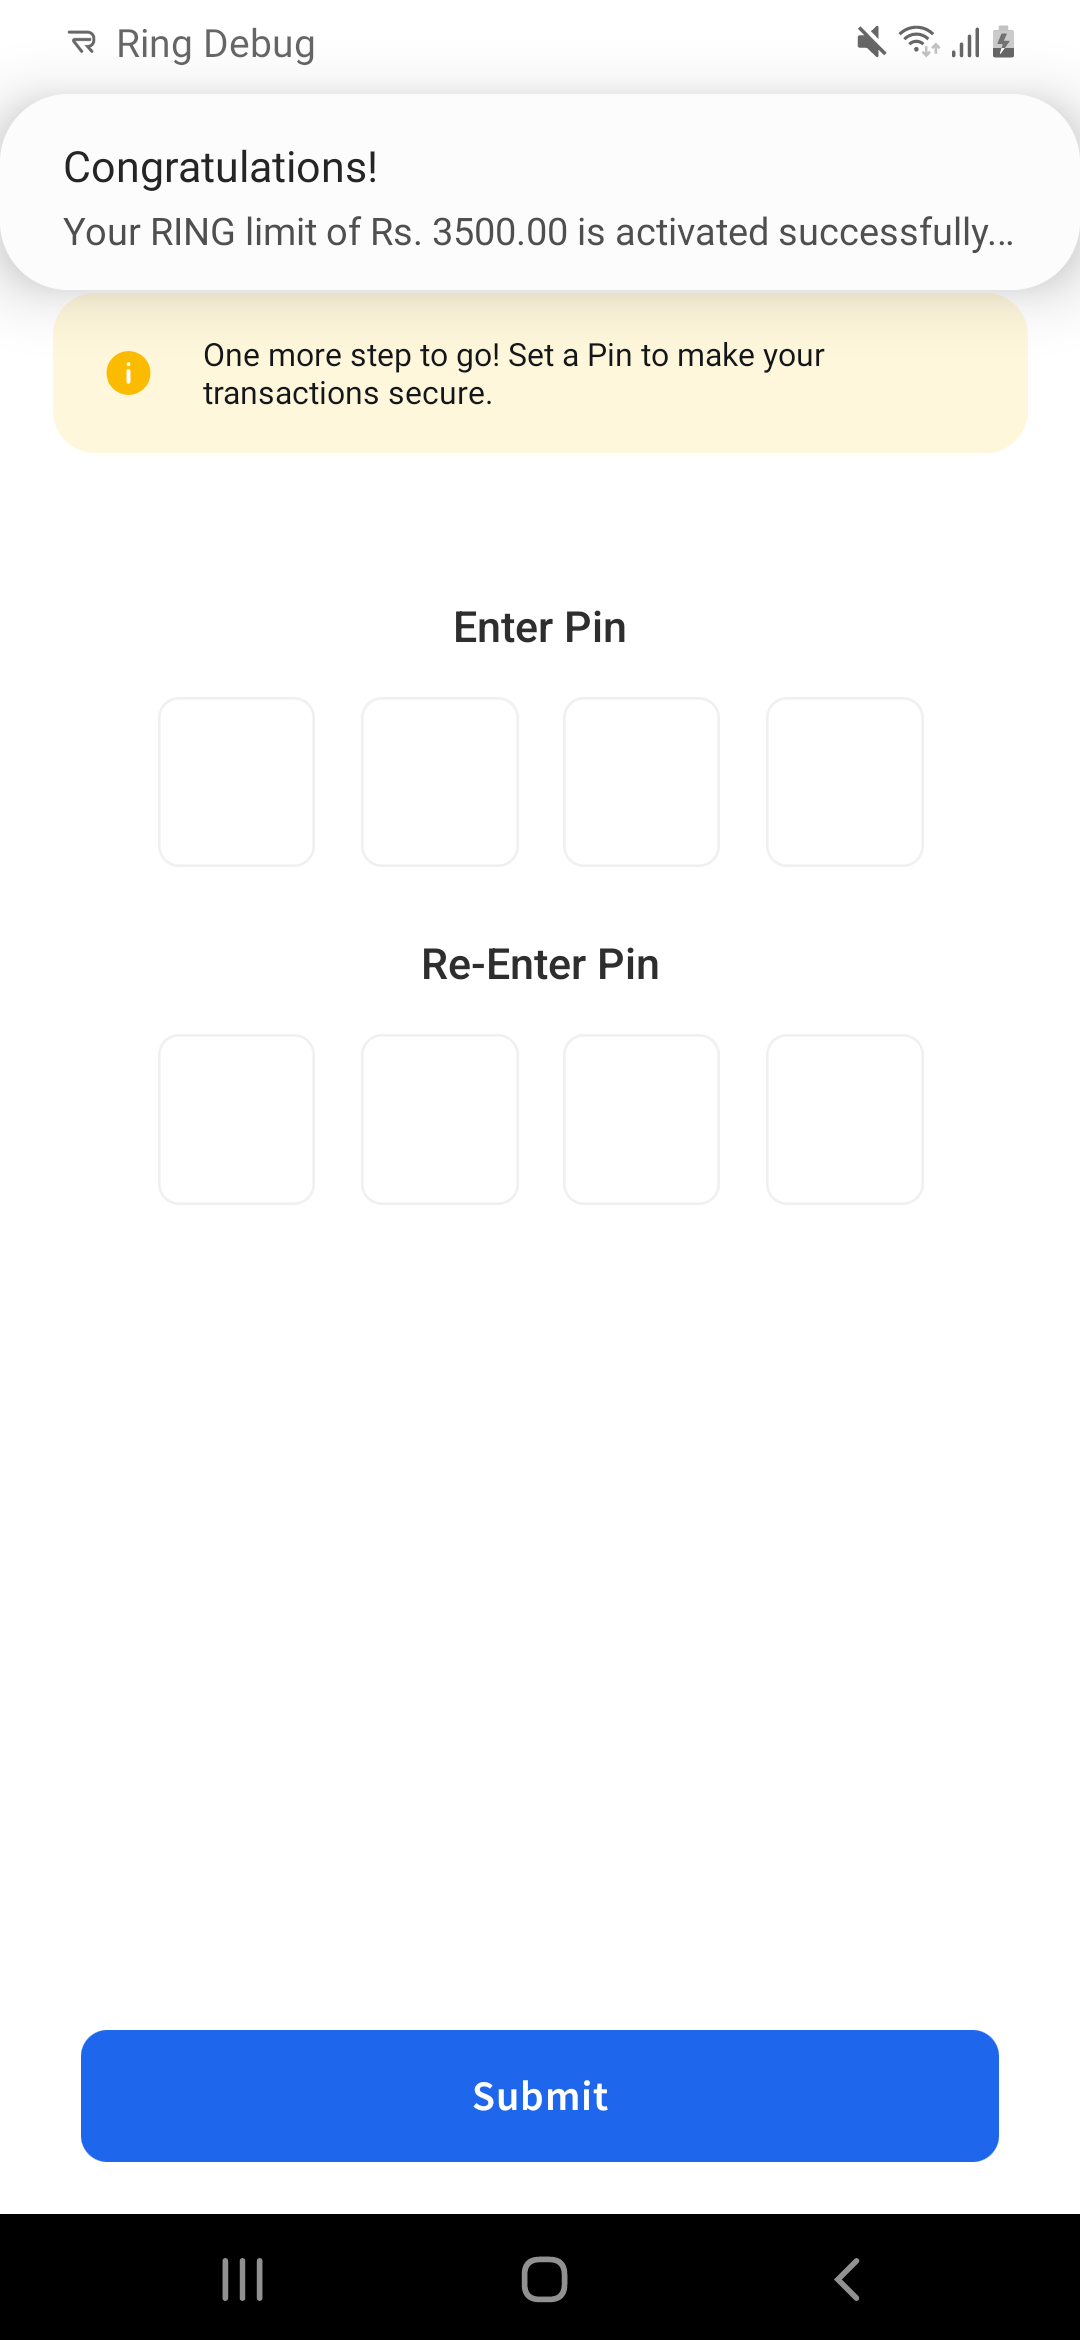 Ring Debug
Congratulations!
Your RING limit of Rs. 3500.00 is activated successfully...
One more step to go! Set a Pin to make your
transactions secure.
Enter Pin
Re-Enter Pin
Submit